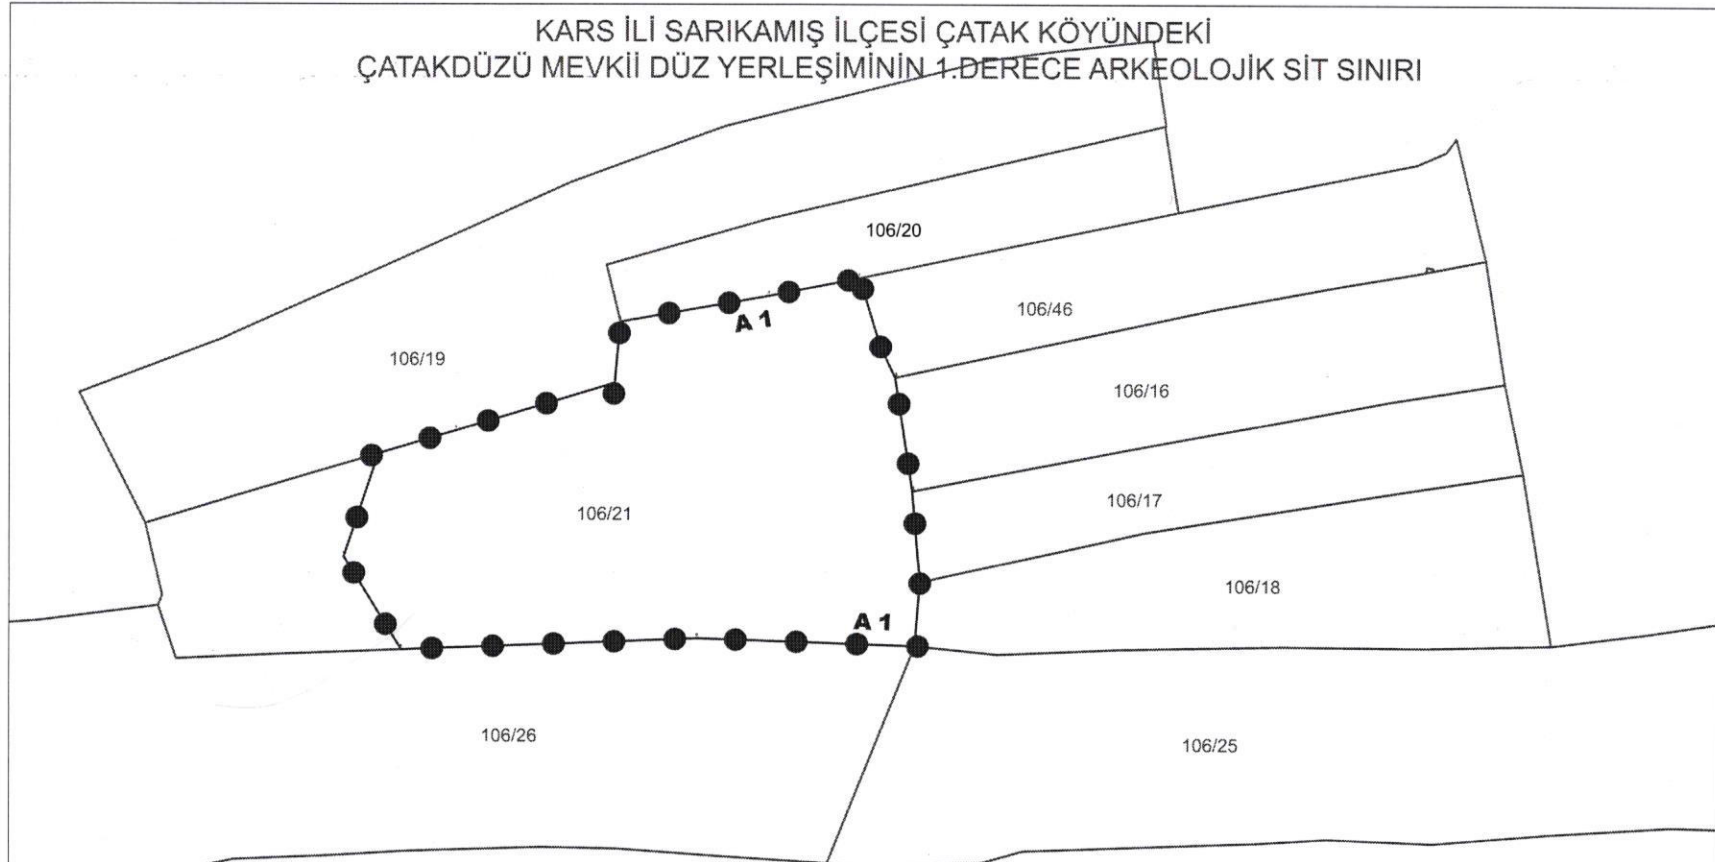 KARS İLİ SARIKAMIŞ İLÇESİ ÇATAK KÖYÜNDEKİ
ÇATAKDÜZÜ MEVKİİ DÜZ YERLEŞİMİNİN 1.DERECE ARKEOLOJİK SİT SINIRI
106/20
106/46
A 1
106/19
106/16
106/21
106/17
106/18
A 1
106/26
106/25